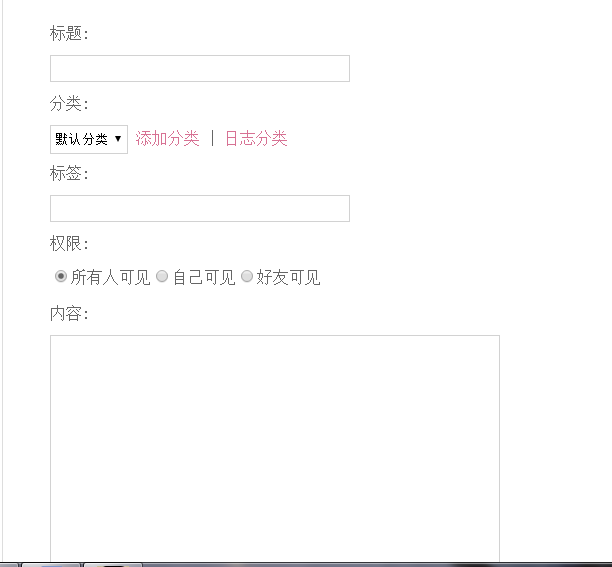 标题:
分类:
默认分类 添加分类 | 日志分类
标签:
权限:
所有人可见 自己可见 好友可见
内容: